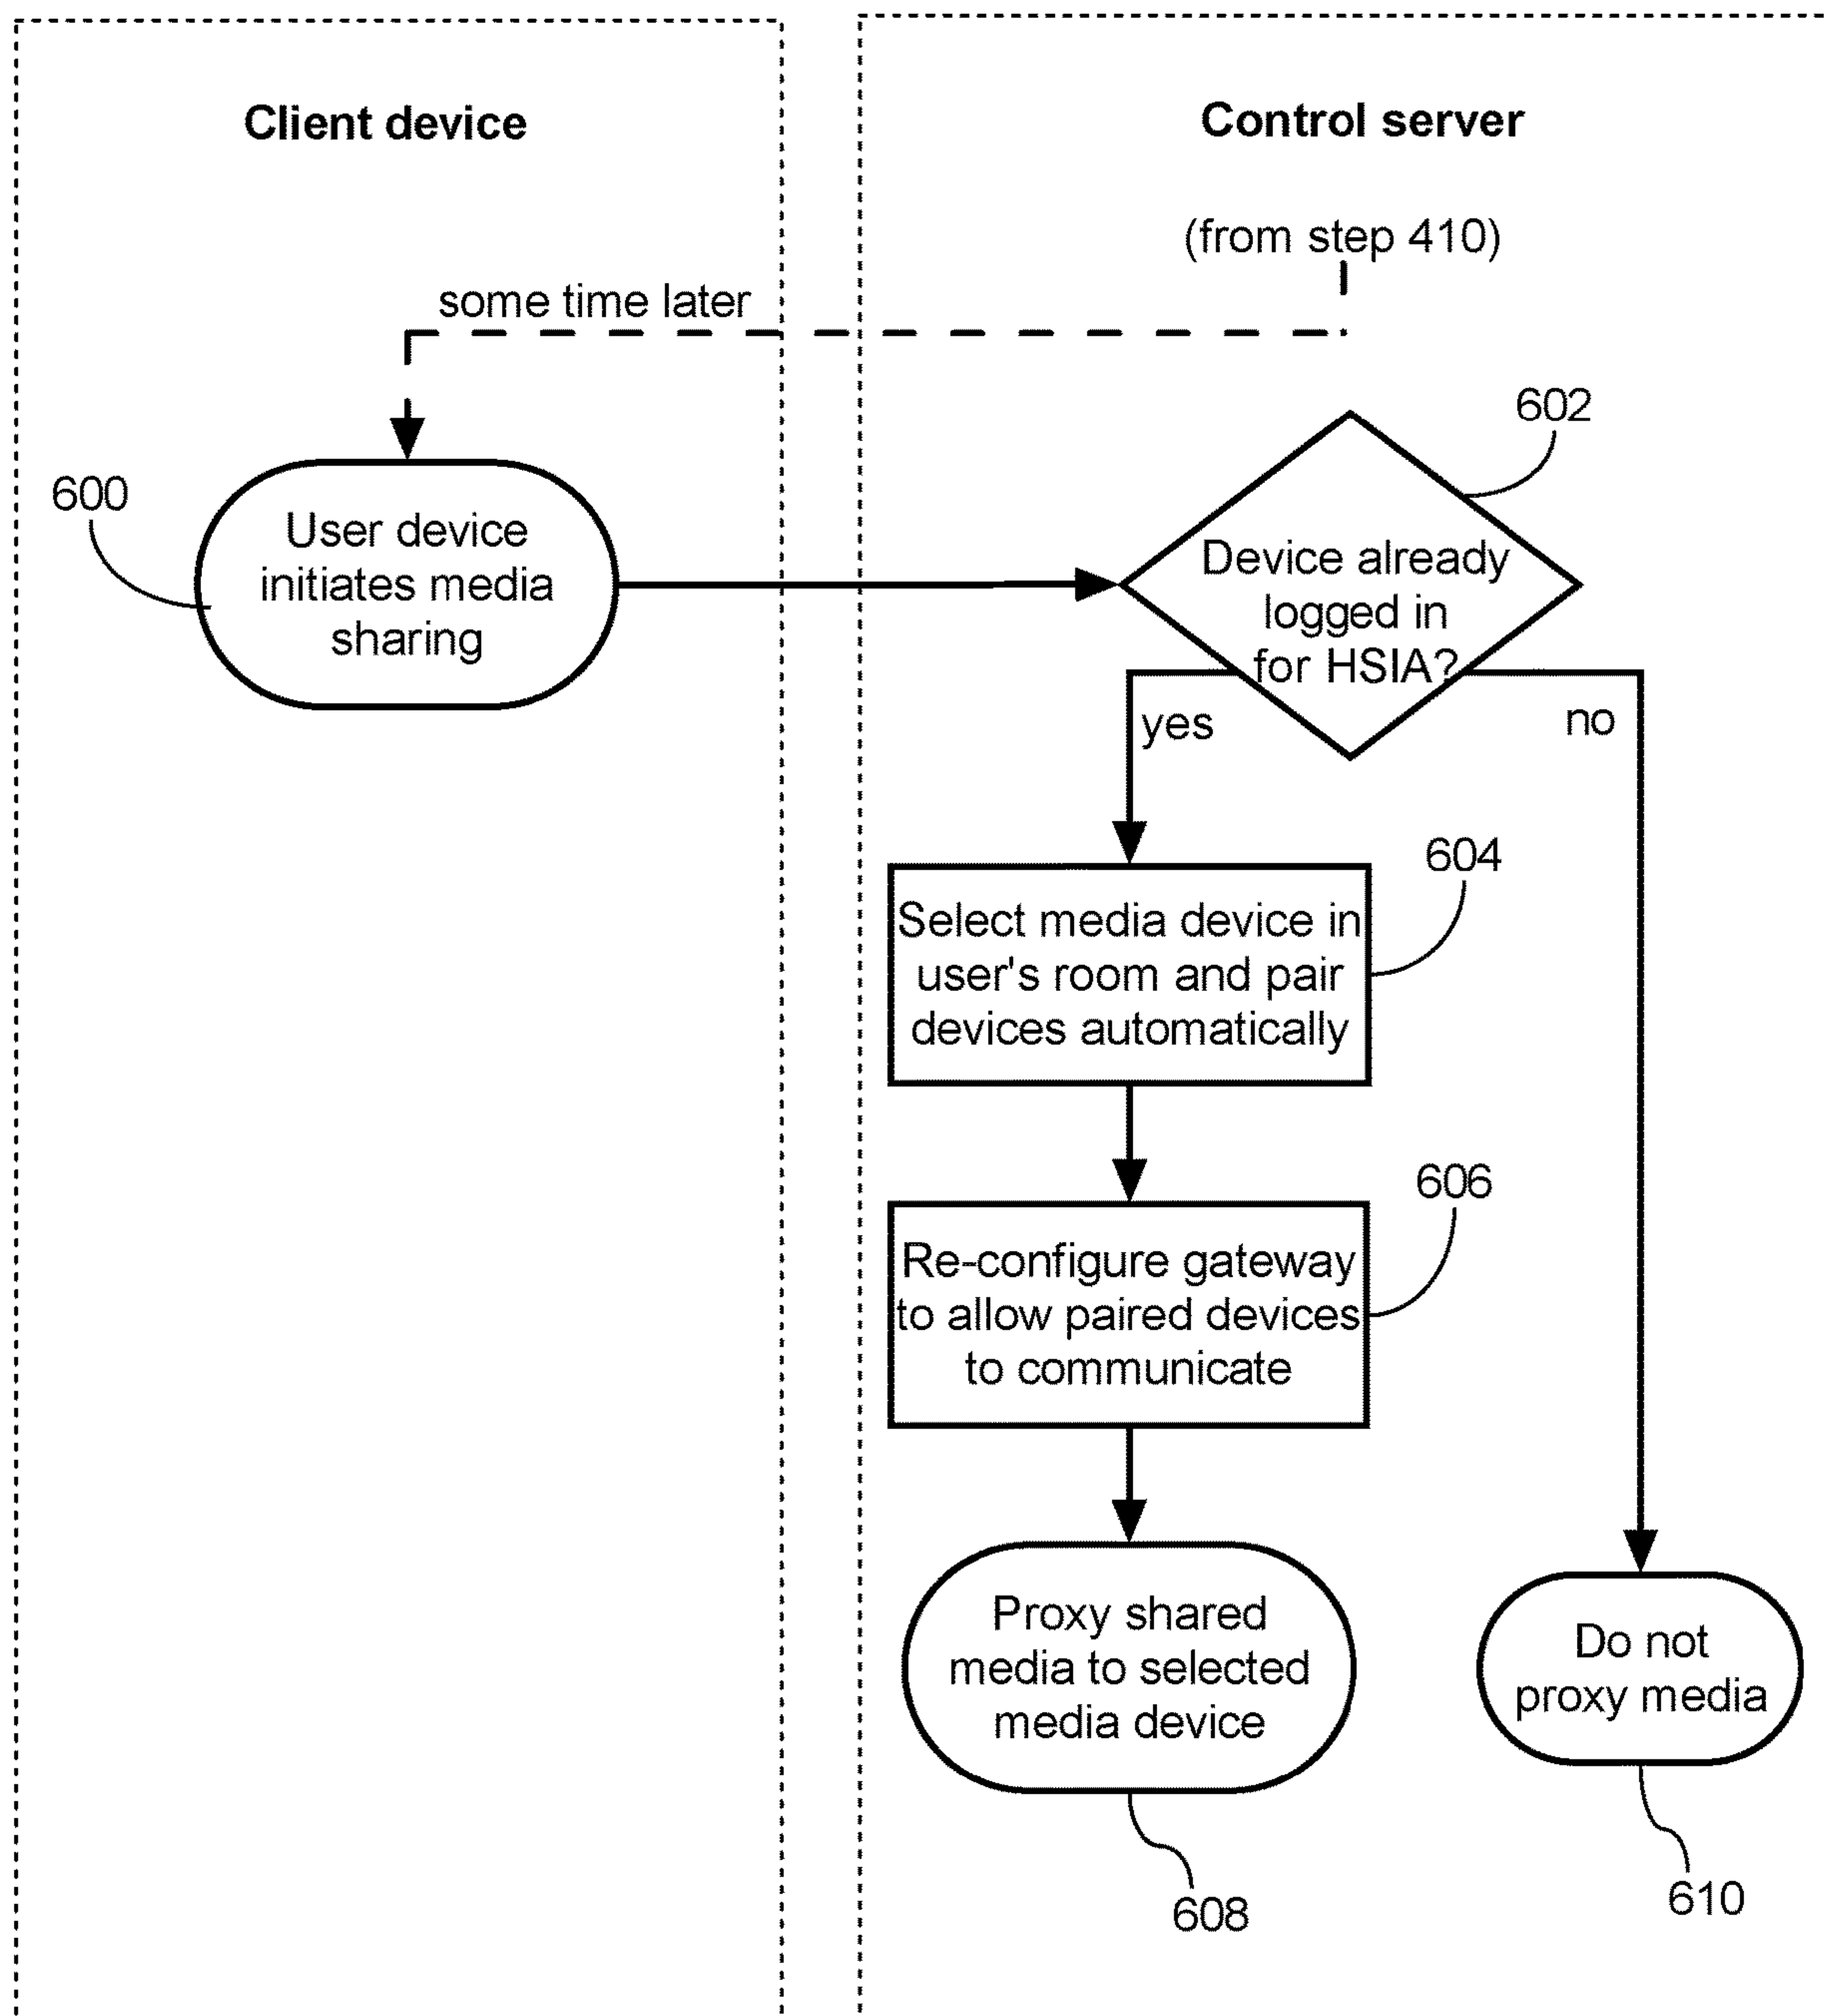 Client device
Control server
(from step 410)
some time later
602
600
User device
initiates media
sharing
Device already
logged in
for HSIA?
yes
no
604
Select media device in
user's room and pair
devices automatically
606
Re-configure gateway
to allow paired devices
to communicate
Proxy shared
media to selected
media device
Do not
proxy media
608
610